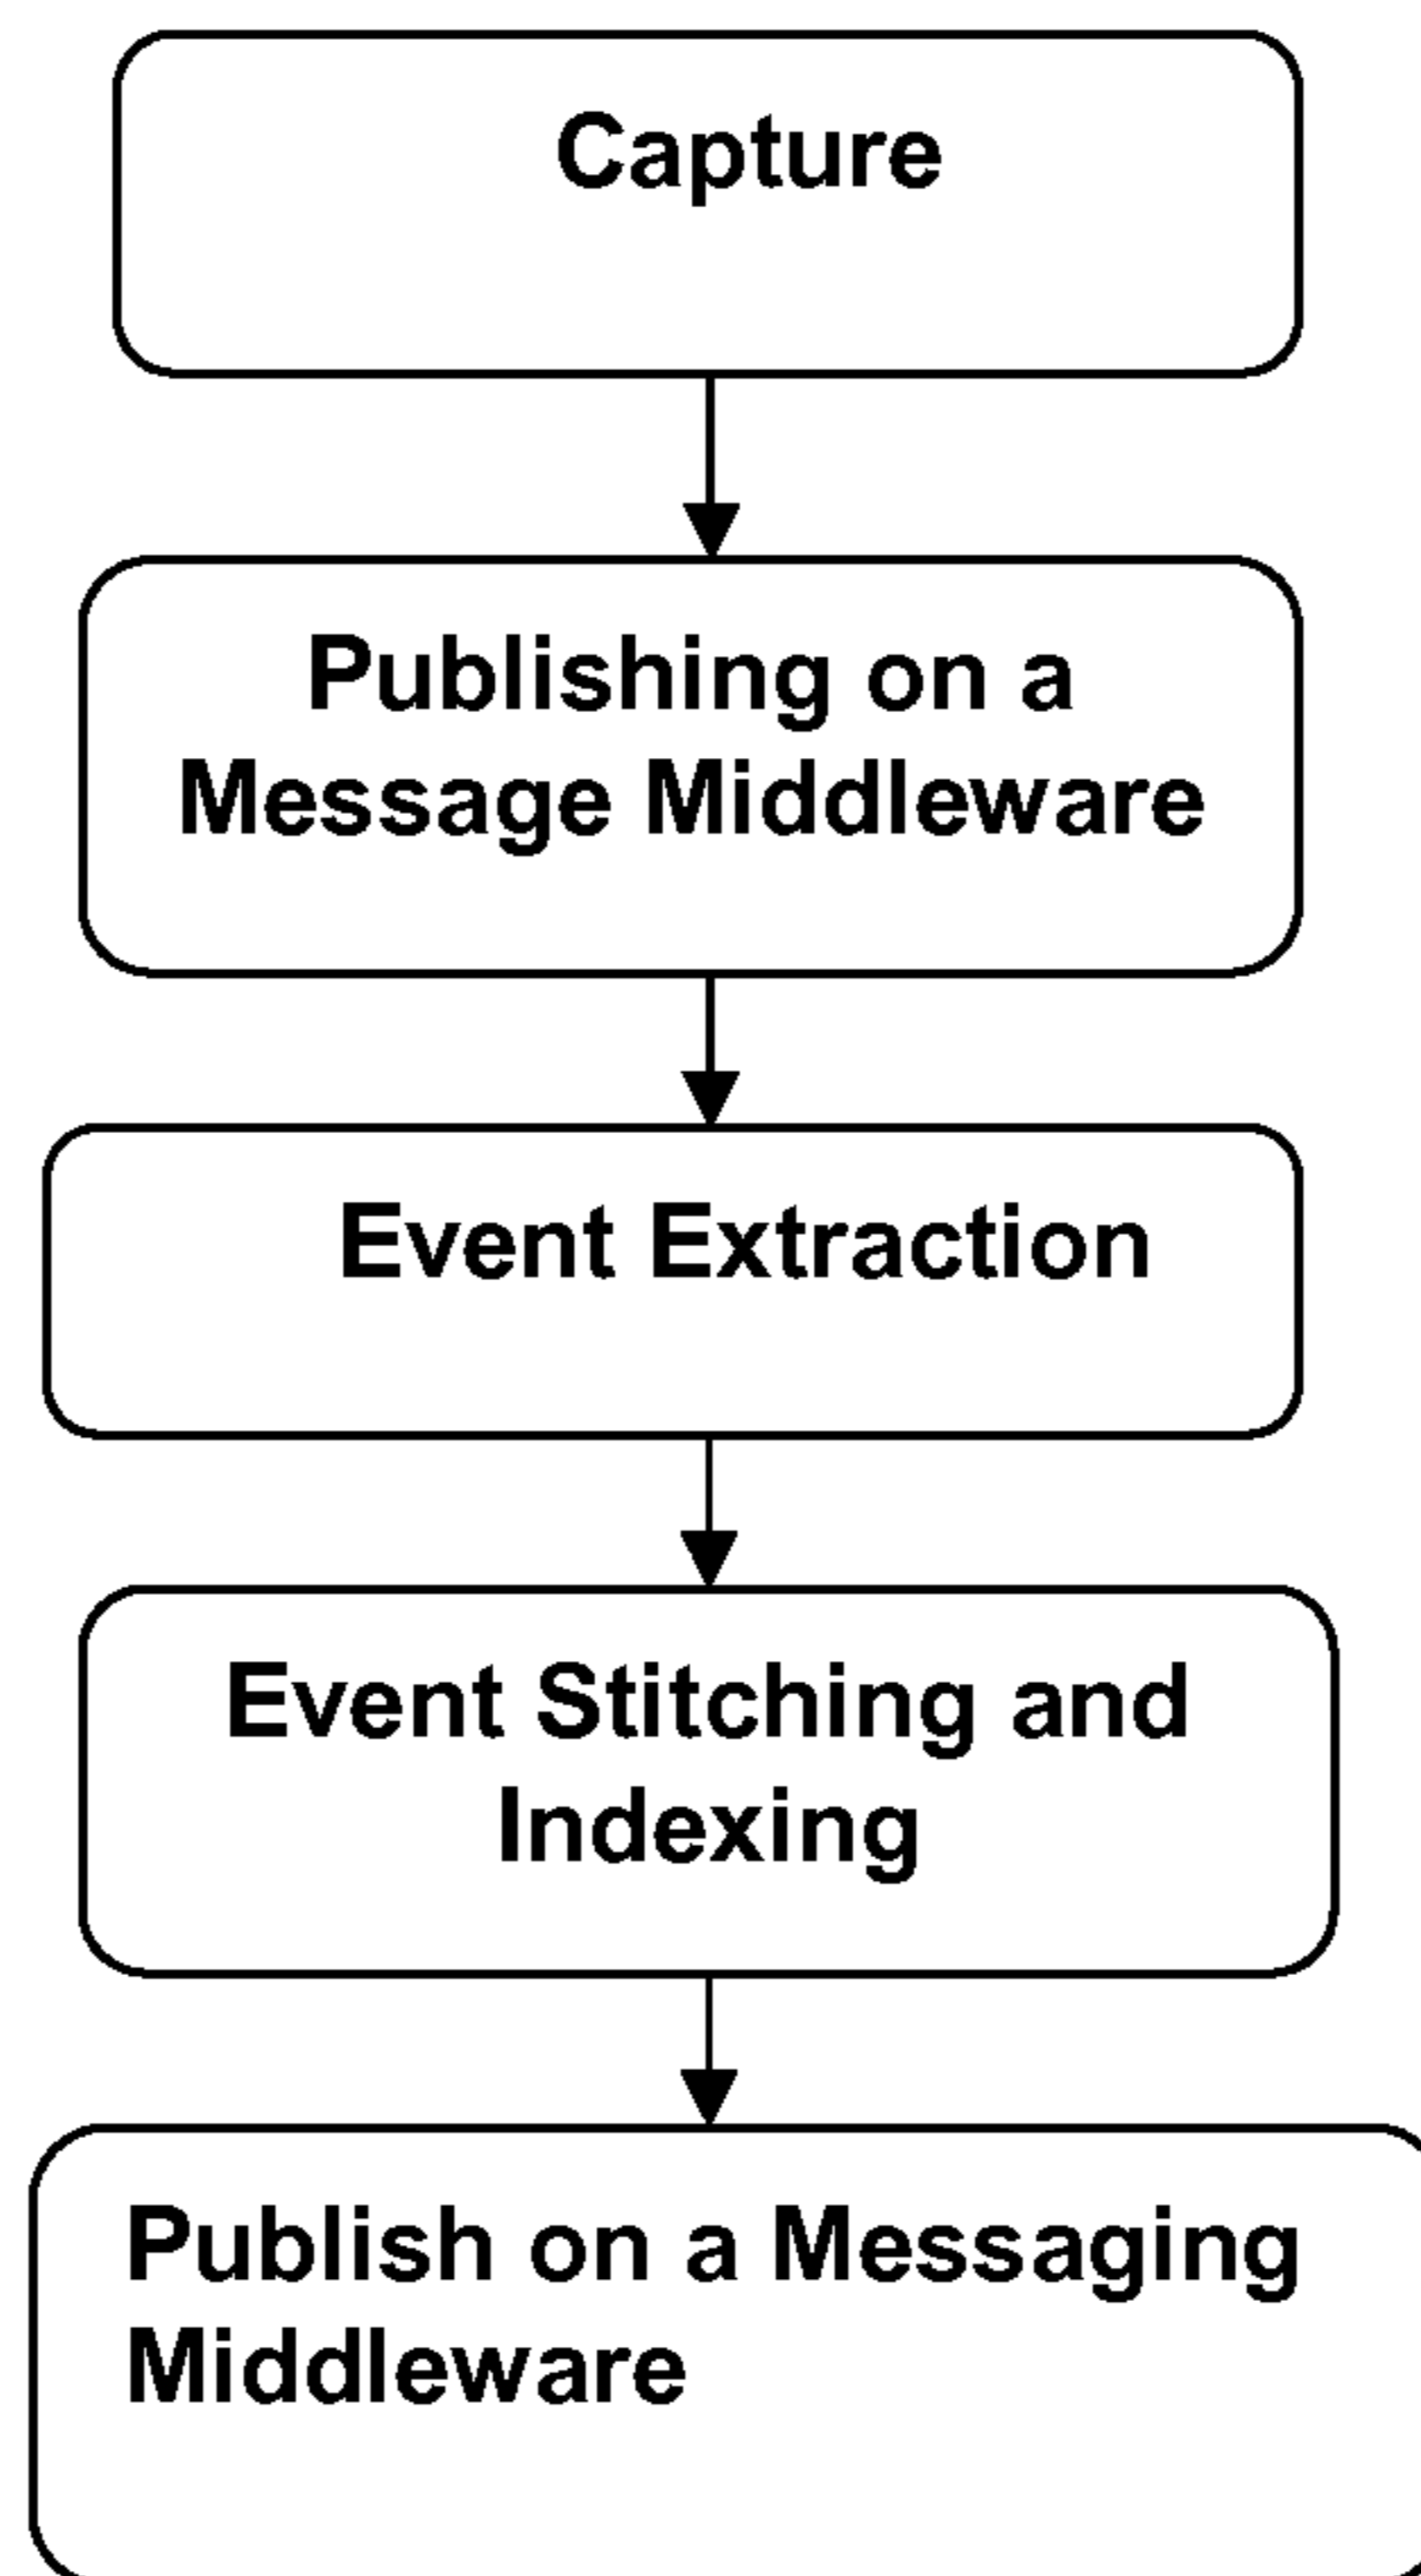 Capture
Publishing on a
Message Middleware
Event Extraction
Event Stitching and
Indexing
Publish on a Messaging
Middleware